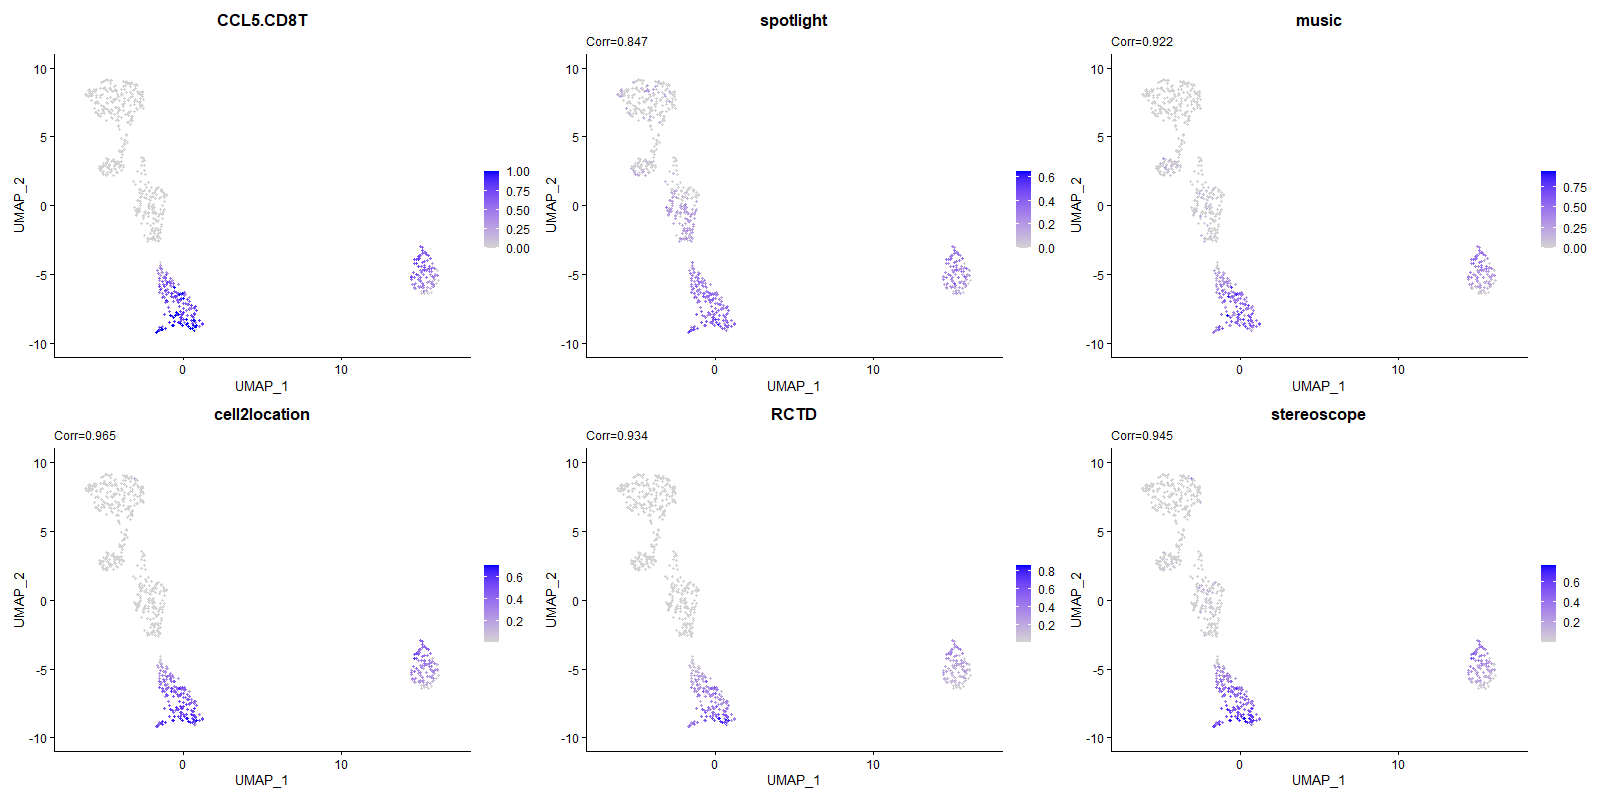 CCL5.CD8T
10
5
0
-5
-10
UMAP_2
0
10
UMAP_1
1.00
0.75
0.50
0.25
0.00
spotlight
Corr=0.847
10
5
0
-5
-10
UMAP_2
0
10
UMAP_1
0.6
0.4
0.2
0.0
music
Corr=0.922
10
5
0
-5
-10
UMAP_2
0
10
UMAP_1
0.75
0.50
0.25
0.00
cell2location
Corr=0.965
10
5
0
-5
-10
UMAP_2
0
10
UMAP_1
0.6
0.4
0.2
RCTD
Corr=0.934
10
5
0
-5
-10
UMAP_2
0
10
UMAP_1
0.8
0.6
0.4
0.2
stereoscope
Corr=0.945
10
5
0
-5
-10
UMAP_2
0
10
UMAP_1
0.6
0.4
0.2